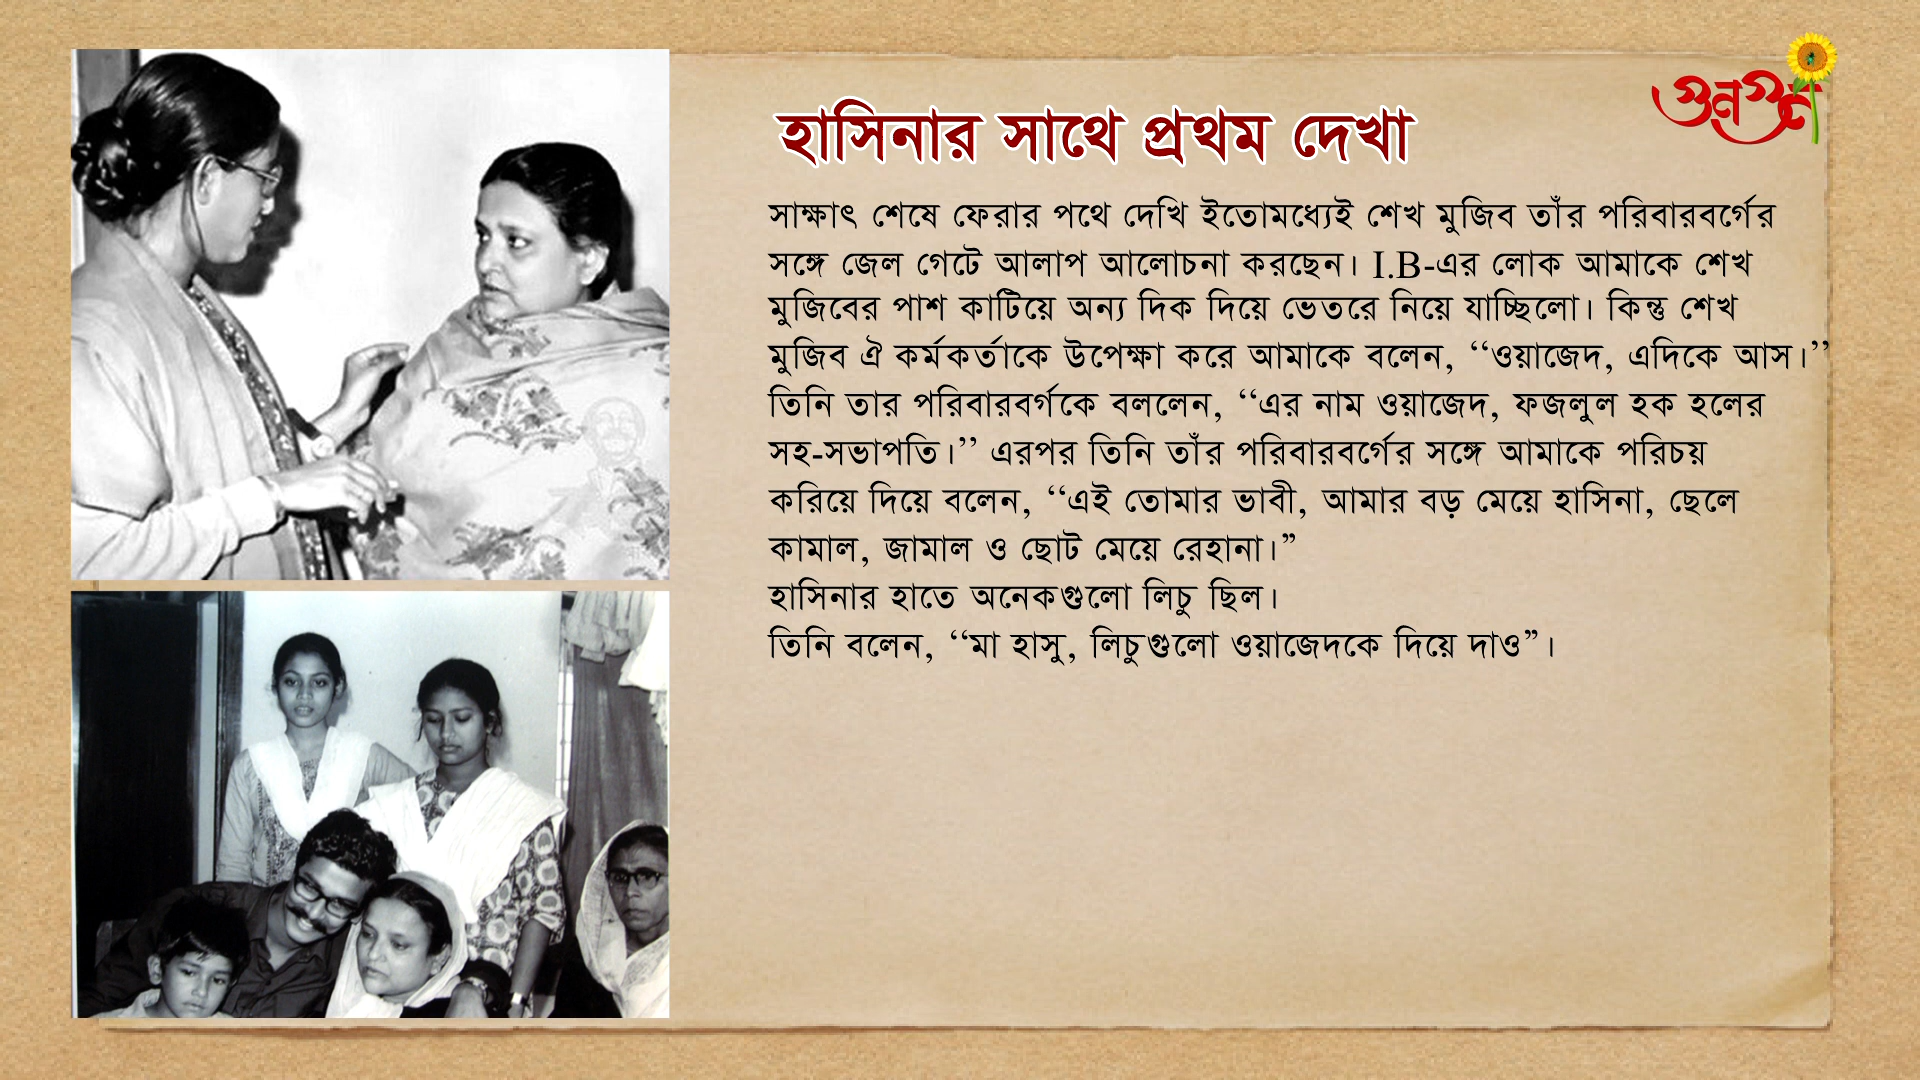 গুনগুন
হাসিনার সাথে প্রথম দেখা
সাক্ষাৎ শেষে ফেরার পথে দেখি ইতোমধ্যেই শেখ মুজিব তাঁর পরিবারবর্গের
সঙ্গে জেল গেটে আলাপ আলোচনা করছেন। I.B-এর লোক আমাকে শেখ
মুজিবের পাশ কাটিয়ে অন্য দিক দিয়ে ভেতরে নিয়ে যাচ্ছিলো। কিন্তু শেখ
মুজিব ঐ কর্মকর্তাকে উপেক্ষা করে আমাকে বলেন, ‘‘ওয়াজেদ, এদিকে আস।’’
তিনি তার পরিবারবর্গকে বললেন, ‘‘এর নাম ওয়াজেদ, ফজলুল হক হলের
সহ-সভাপতি।’’ এরপর তিনি তাঁর পরিবারবর্গের সঙ্গে আমাকে পরিচয়
করিয়ে দিয়ে বলেন, ‘‘এই তোমার ভাবী, আমার বড় মেয়ে হাসিনা, ছেলে
কামাল, জামাল ও ছোট মেয়ে রেহানা।”
হাসিনার হাতে অনেকগুলো লিচু ছিল।
তিনি বলেন, ‘‘মা হাসু, লিচুগুলো ওয়াজেদকে দিয়ে দাও”।